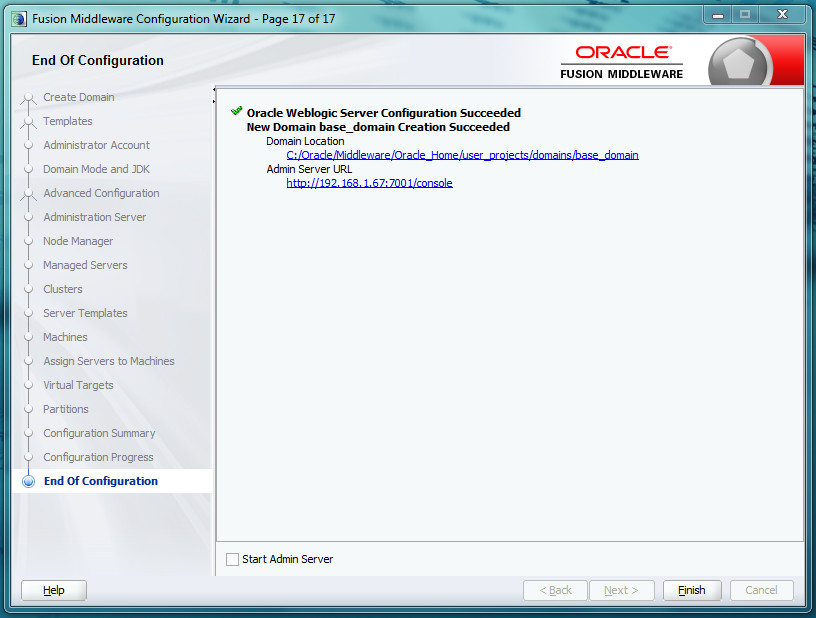 Fusion Middleware Configuration Wizard - Page 17 of 17
End Of Configuration
ORACLE
FUSION MIDDLEWARE
Create Domain
Templates
Administrator Account
Domain Mode and JDK
Advanced Configuration
Administration Server
Node Manager
Managed Servers
Clusters
Server Templates
Machines
Assign Servers to Machines
Virtual Targets
Partitions
Configuration Summary
Configuration Progress
End Of Configuration
Oracle Weblogic Server Configuration Succeeded
New Domain base_domain Creation Succeeded
Domain Location
C:/Oracle/Middleware/Oracle_Home/user_projects/domains/base_domain
Admin Server URL
http://192.168.1.67:7001/console
Start Admin Server
Help
< Back
Next >
Finish
Cancel